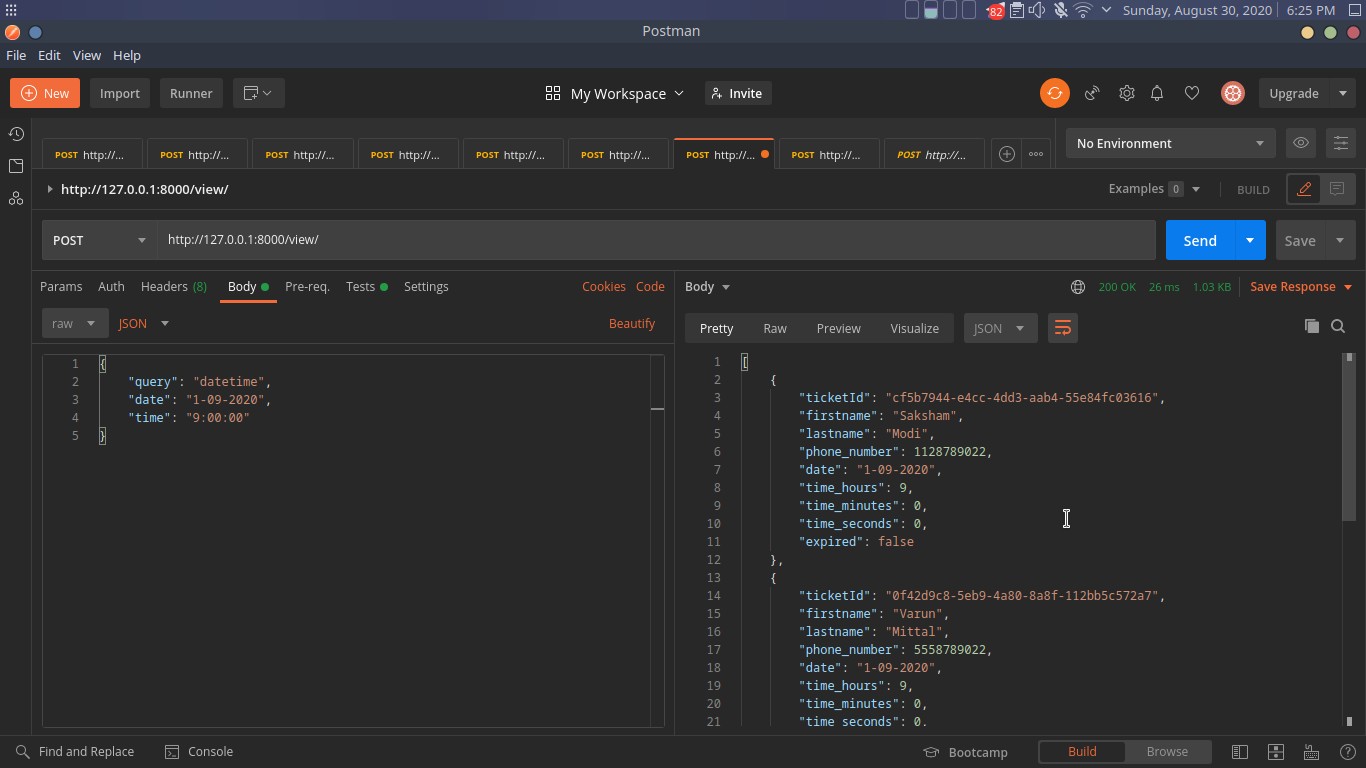 82 Sunday, August 30, 2020 6:25 PM
Postman
File Edit View Help
New Import Runner My Workspace Invite Upgrade
POST http://... POST http://... POST http://... POST http://... POST http://... POST http://... POST http://... POST http://... POST http://... No Environment
http://127.0.0.1:8000/view/ Examples 0 BUILD
POST http://127.0.0.1:8000/view/ Send Save
Params Auth Headers (8) Body Pre-req. Tests Settings Cookies Code
raw JSON Beautify
1 {
2 "query": "datetime",
3 "date": "1-09-2020",
4 "time": "9:00:00"
5 }
Body 200 OK 26 ms 1.03 KB Save Response
Pretty Raw Preview Visualize JSON
1 [
2 {
3 "ticketId": "cf5b7944-e4cc-4dd3-aab4-55e84fc03616",
4 "firstname": "Saksham",
5 "lastname": "Modi",
6 "phone_number": 1128789022,
7 "date": "1-09-2020",
8 "time_hours": 9,
9 "time_minutes": 0,
10 "time_seconds": 0,
11 "expired": false
12 },
13 {
14 "ticketId": "0f42d9c8-5eb9-4a80-8a8f-112bb5c572a7",
15 "firstname": "Varun",
16 "lastname": "Mittal",
17 "phone_number": 5558789022,
18 "date": "1-09-2020",
19 "time_hours": 9,
20 "time_minutes": 0,
21 "time_seconds": 0,
Find and Replace Console Bootcamp Build Browse